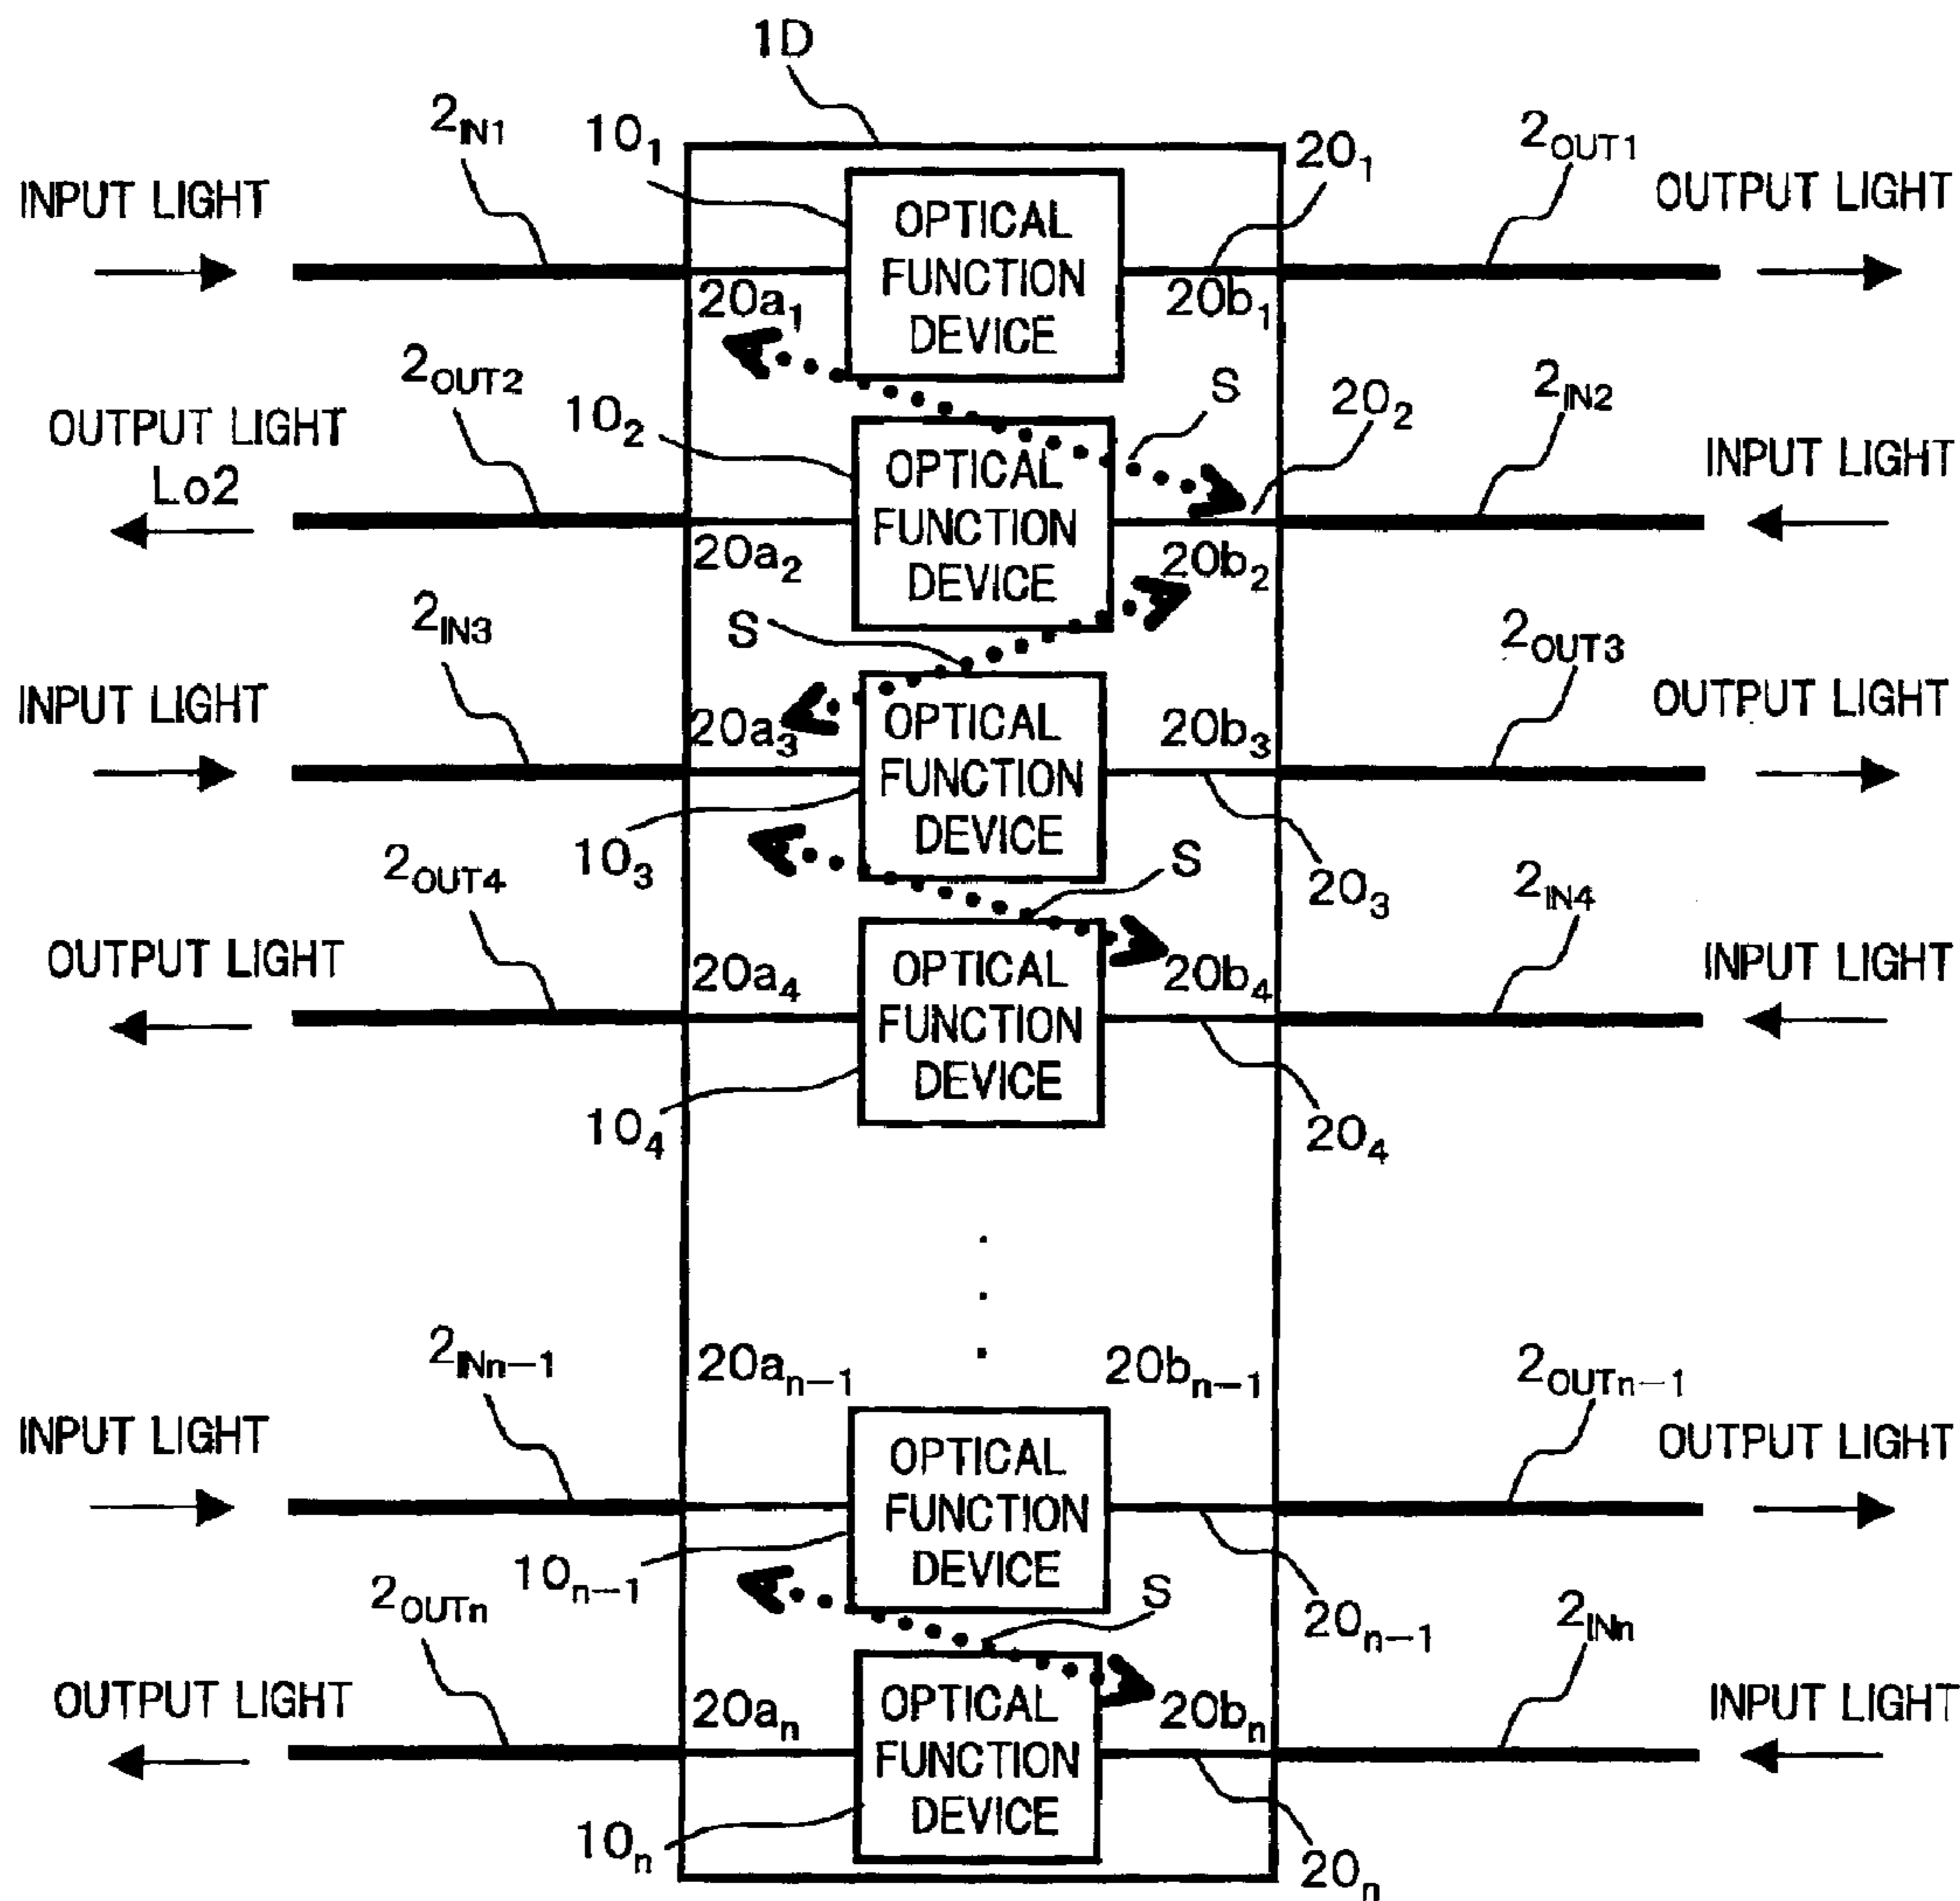 1D
2IN1
101
201
2OUT1
INPUT LIGHT
OPTICAL
FUNCTION
DEVICE
OUTPUT LIGHT
20a1
20b1
2OUT2
102
S
202
2IN2
OUTPUT LIGHT
Lo2
OPTICAL
FUNCTION
DEVICE
INPUT LIGHT
20a2
20b2
2IN3
S
2OUT3
INPUT LIGHT
20a3
OPTICAL
FUNCTION
DEVICE
20b3
OUTPUT LIGHT
103
2OUT4
S
203
2IN4
OUTPUT LIGHT
20a4
OPTICAL
FUNCTION
DEVICE
20b4
INPUT LIGHT
104
204
.
.
.
2INn-1
20an-1
20bn-1
2OUTn-1
INPUT LIGHT
OPTICAL
FUNCTION
DEVICE
OUTPUT LIGHT
10n-1
2OUTn
S
20n-1
2INn
OUTPUT LIGHT
20an
OPTICAL
FUNCTION
DEVICE
20bn
INPUT LIGHT
10n
20n